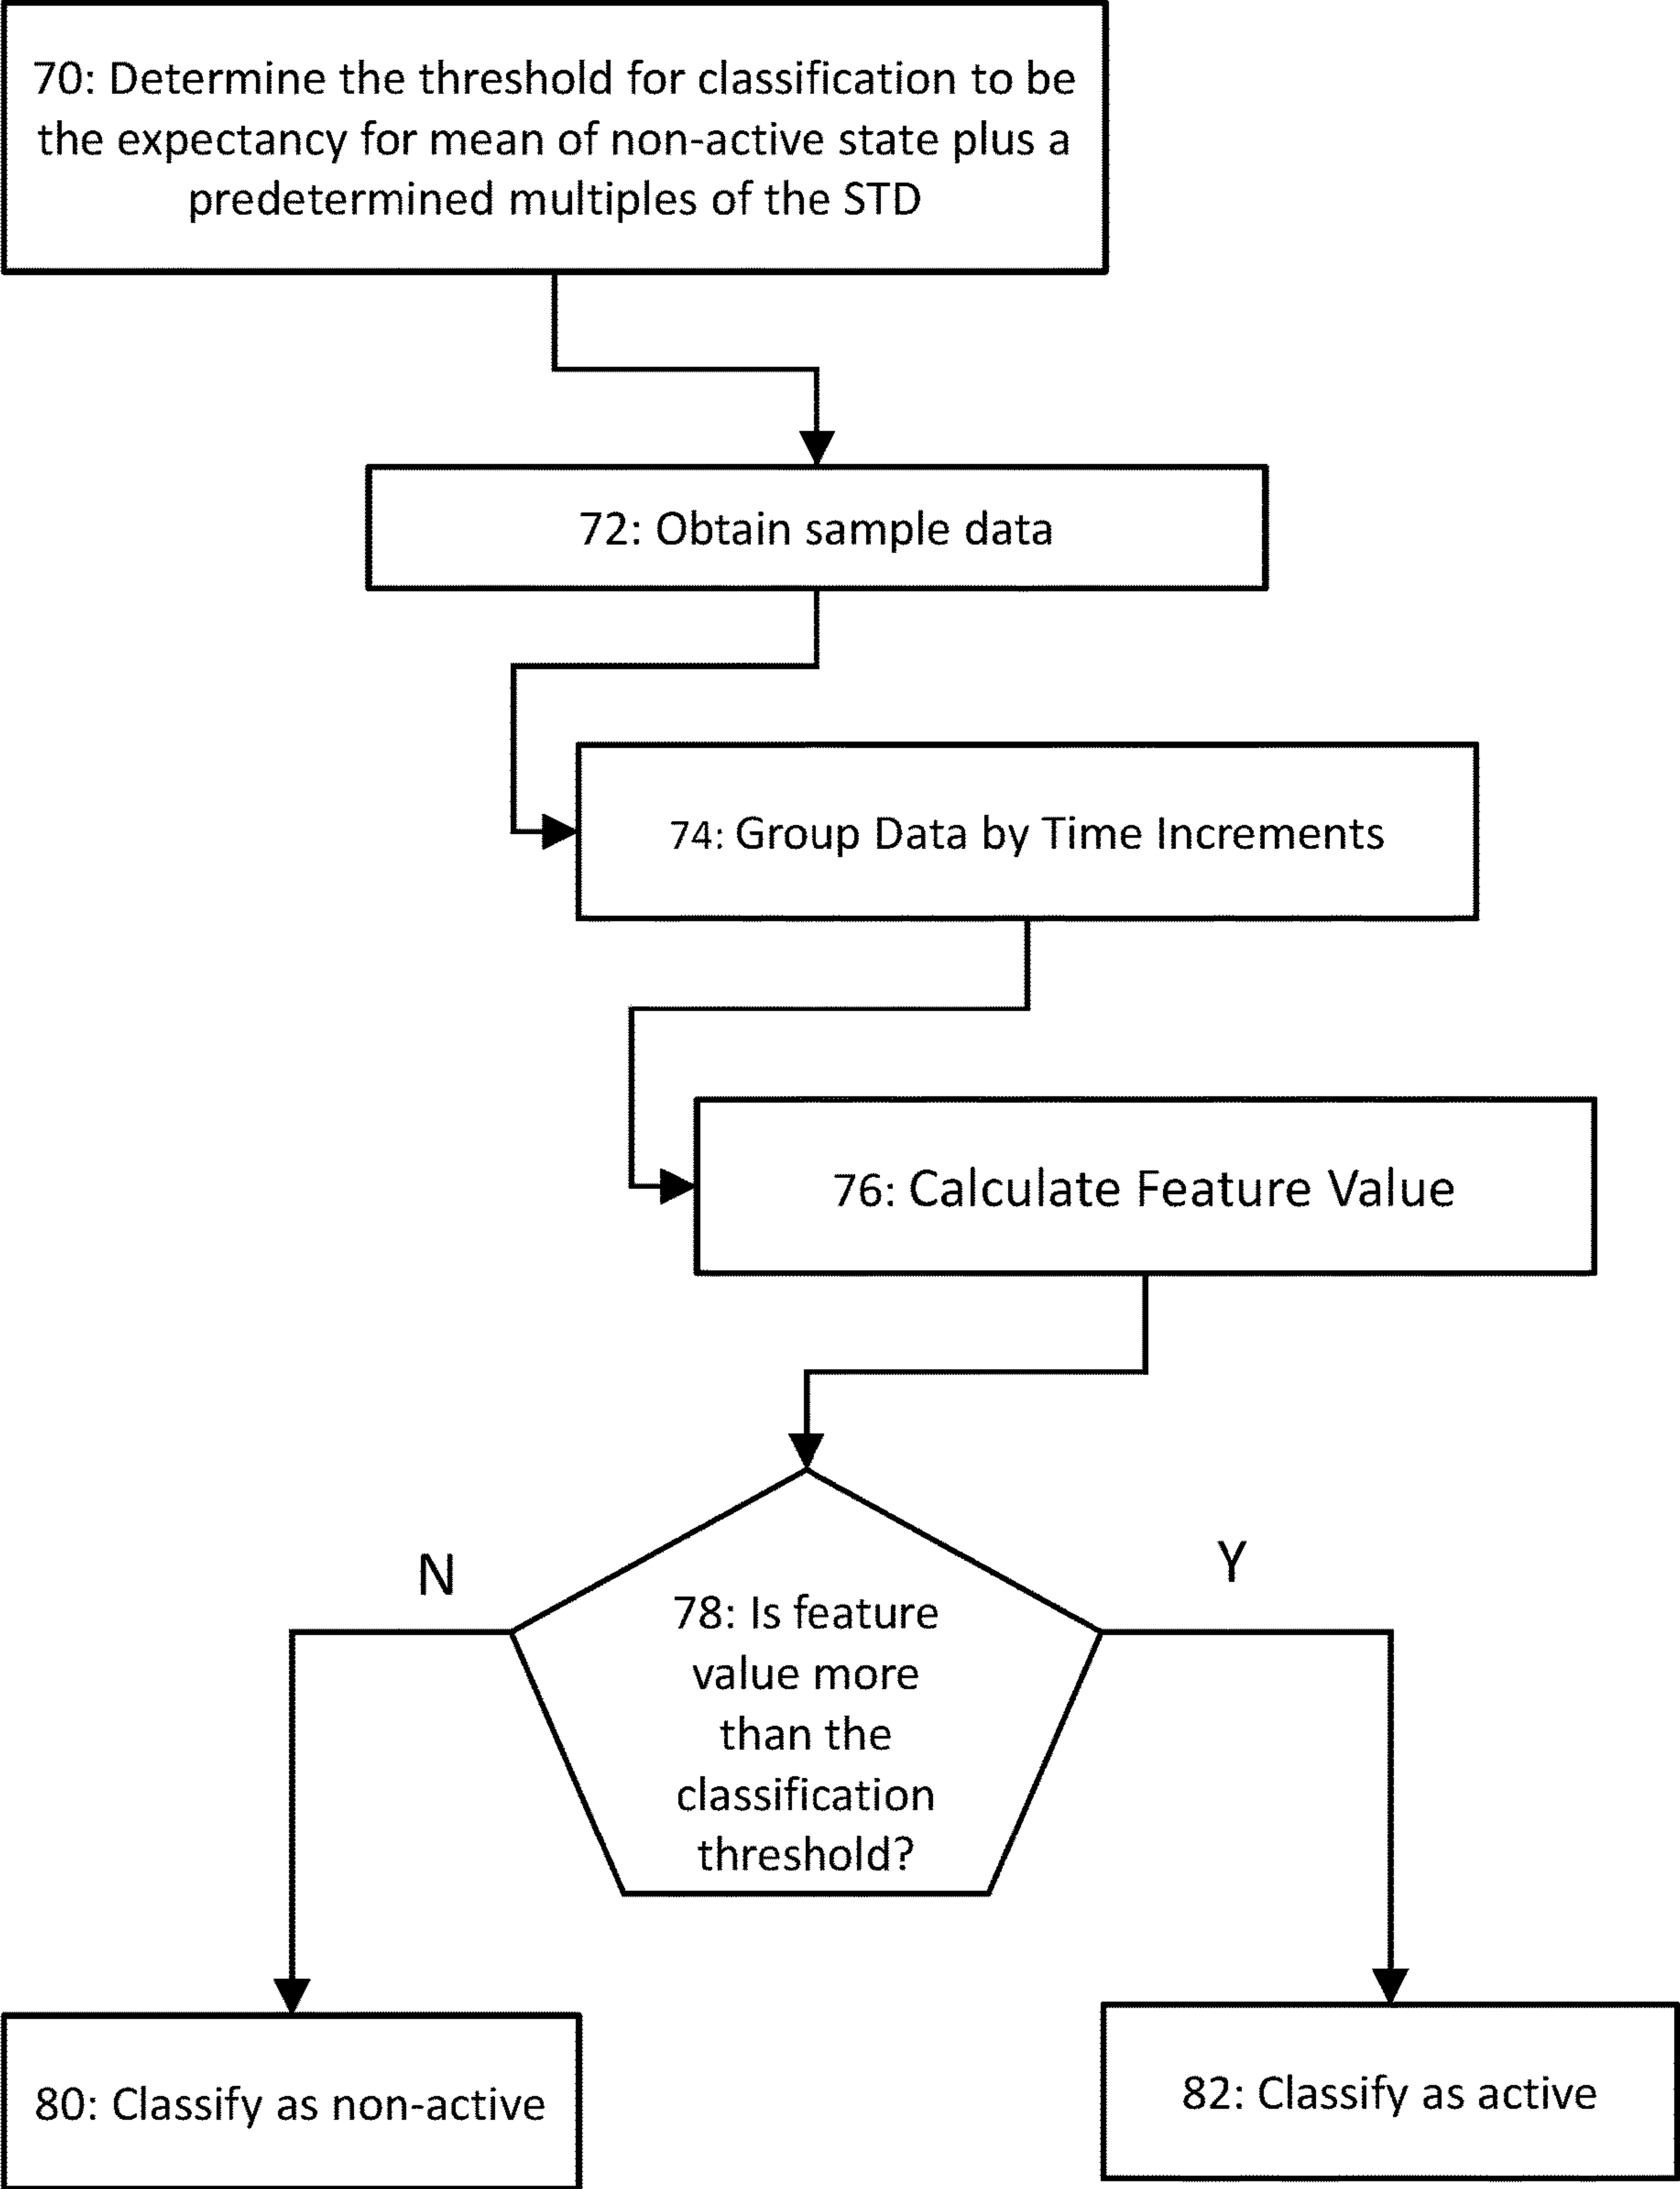 70: Determine the threshold for classification to be
the expectancy for mean of non-active state plus a
predetermined multiples of the STD
72: Obtain sample data
74: Group Data by Time Increments
76: Calculate Feature Value
N
Y
78: Is feature
value more
than the
classification
threshold?
80: Classify as non-active
82: Classify as active